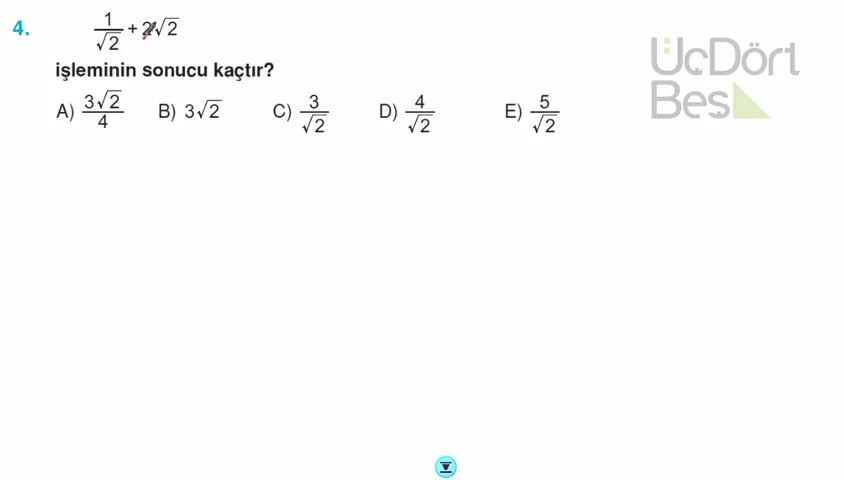 4. 1/√2 + 2√2
işleminin sonucu kaçtır?
A) 3√2/4 B) 3√2 C) 3/√2 D) 4/√2 E) 5/√2
ÜçDört
Beş